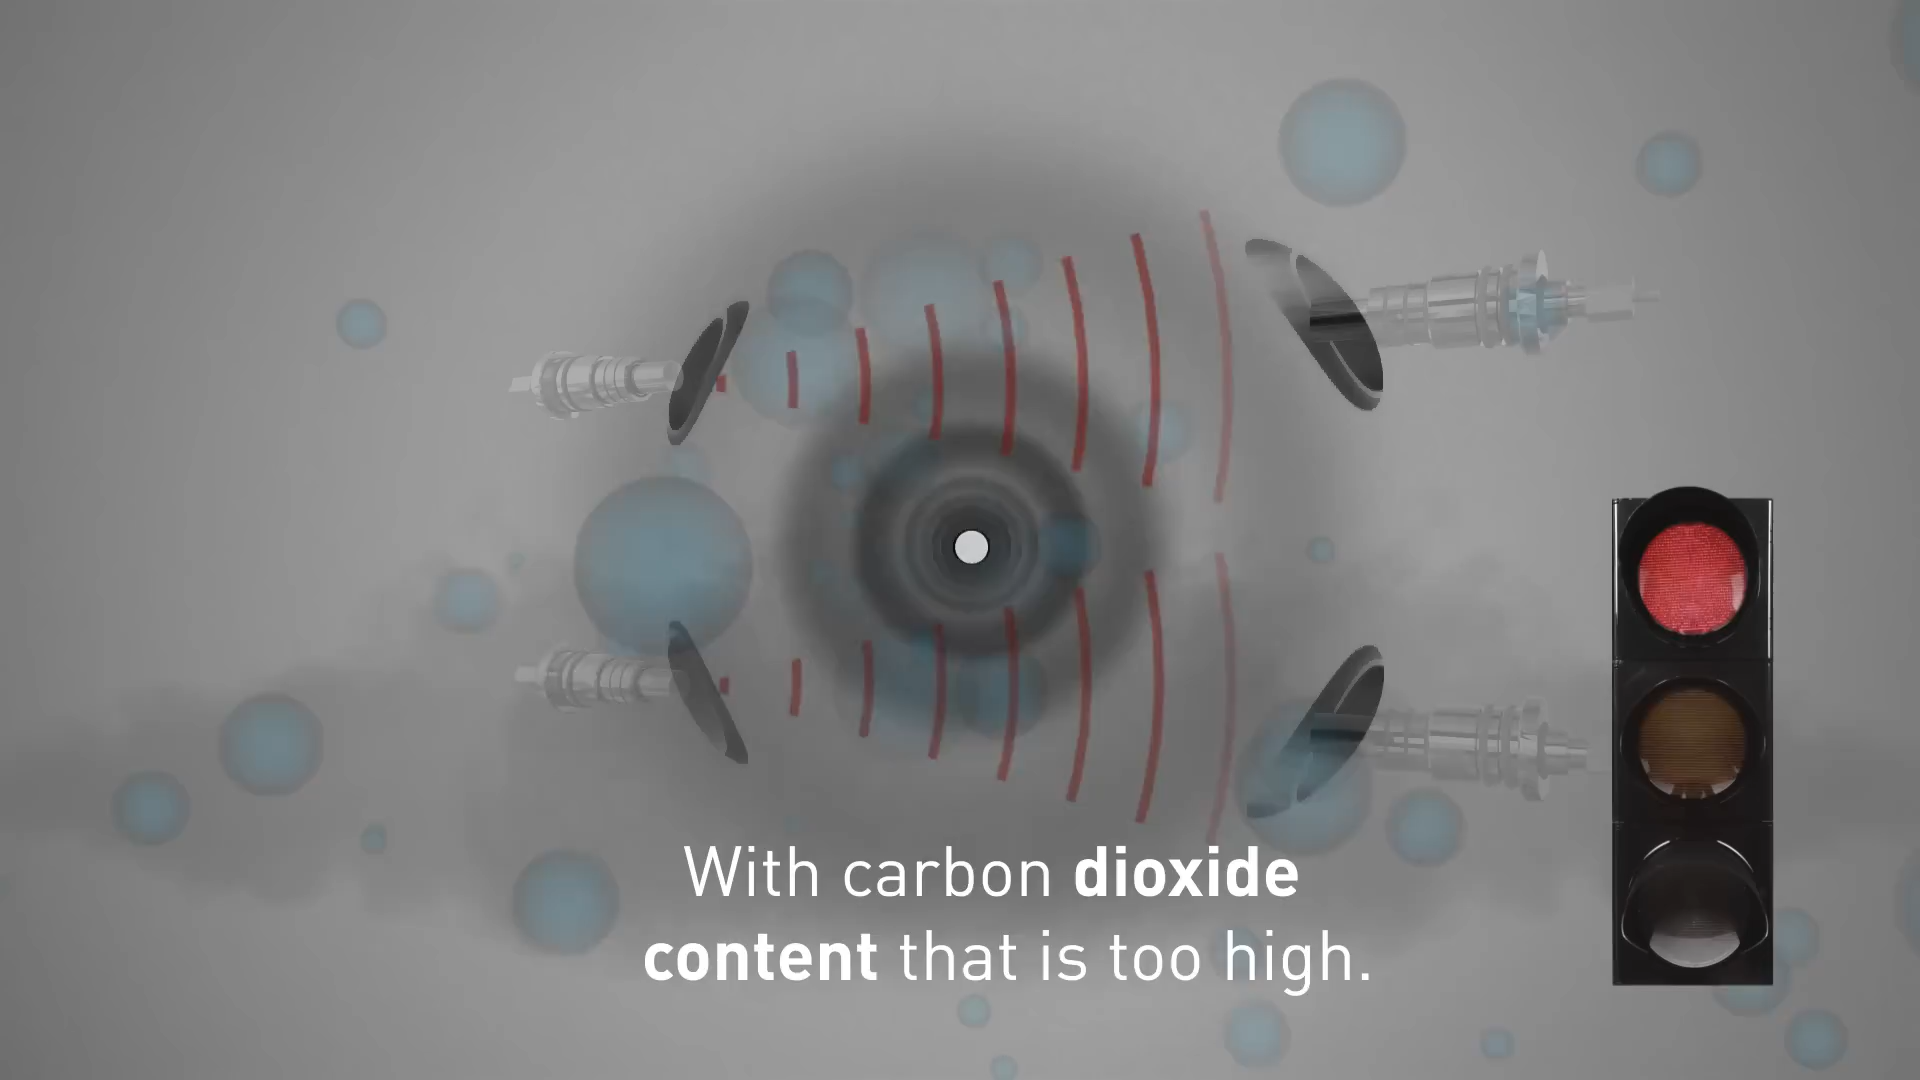 With carbon dioxide
content that is too high.